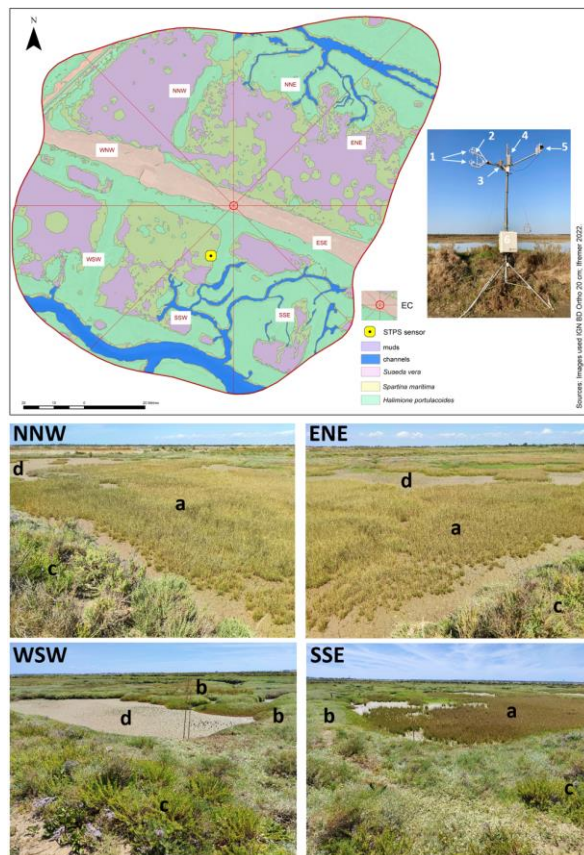 N
NNW
NNE
WNW
ENE
ESE
WSW
SSW
SSE
EC
STPS sensor
muds
channels
Suaeda vera
Spartina maritima
Halimione portulacoides
1
2
3
4
5
Sources: Images used IGN BD Ortho 20 cm; Ifremer 2022.
NNW
d
a
c
ENE
d
a
c
WSW
b
b
d
c
SSE
b
a
c